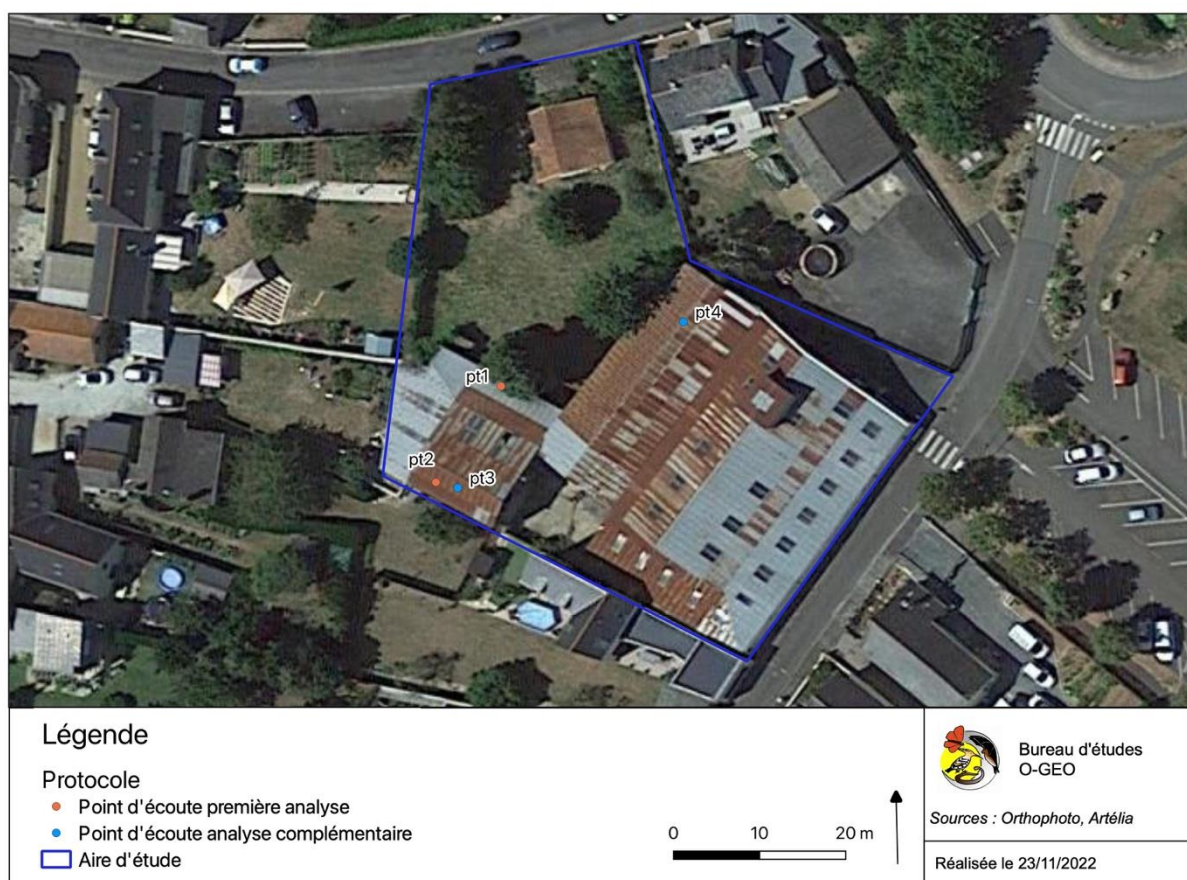 pt4
pt1
pt2
pt3
Légende
Protocole
Point d'écoute première analyse
Point d'écoute analyse complémentaire
Aire d'étude
0 10 20 m
Bureau d'études
O-GEO
Sources : Orthophoto, Artélia
Réalisée le 23/11/2022